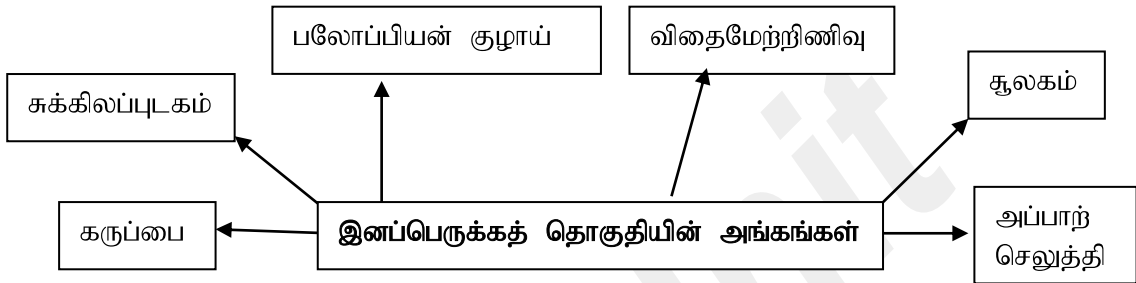 பலோப்பியன் குழாய்
விதைமேற்றிணிவு
சுக்கிலப்புடகம்
சூலகம்
கருப்பை
இனப்பெருக்கத் தொகுதியின் அங்கங்கள்
அப்பாற்
செலுத்தி